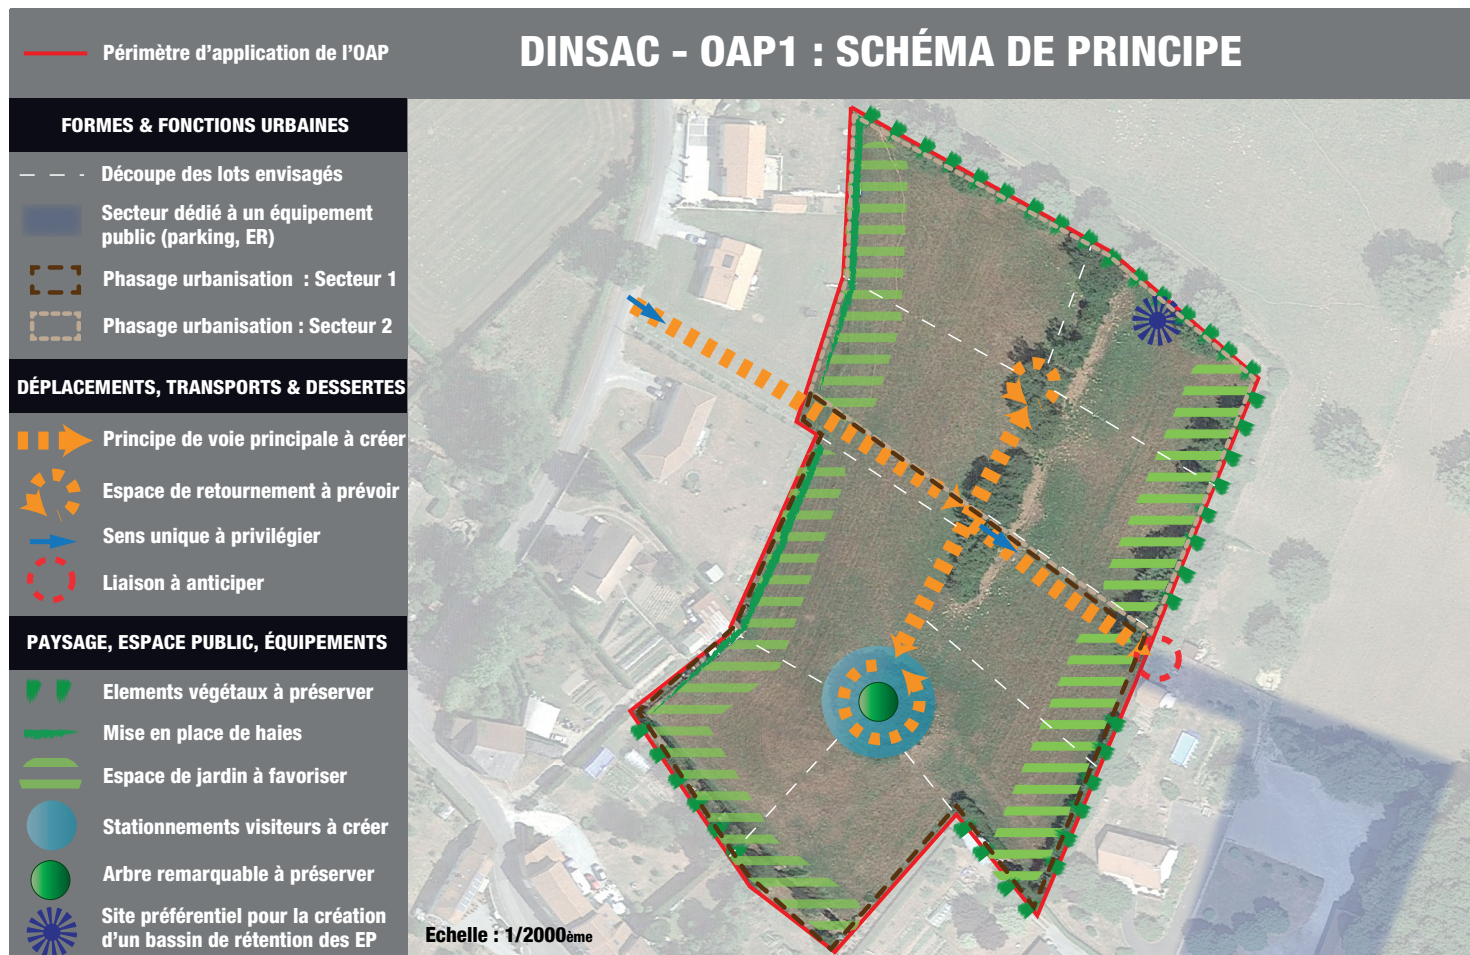 Périmètre d'application de l'OAP
DINSAC - OAP1 : SCHÉMA DE PRINCIPE
FORMES & FONCTIONS URBAINES
Découpe des lots envisagés
Secteur dédié à un équipement
public (parking, ER)
Phasage urbanisation : Secteur 1
Phasage urbanisation : Secteur 2
DÉPLACEMENTS, TRANSPORTS & DESSERTES
Principe de voie principale à créer
Espace de retournement à prévoir
Sens unique à privilégier
Liaison à anticiper
PAYSAGE, ESPACE PUBLIC, ÉQUIPEMENTS
Elements végétaux à préserver
Mise en place de haies
Espace de jardin à favoriser
Stationnements visiteurs à créer
Arbre remarquable à préserver
Site préférentiel pour la création
d'un bassin de rétention des EP
Echelle : 1/2000ème